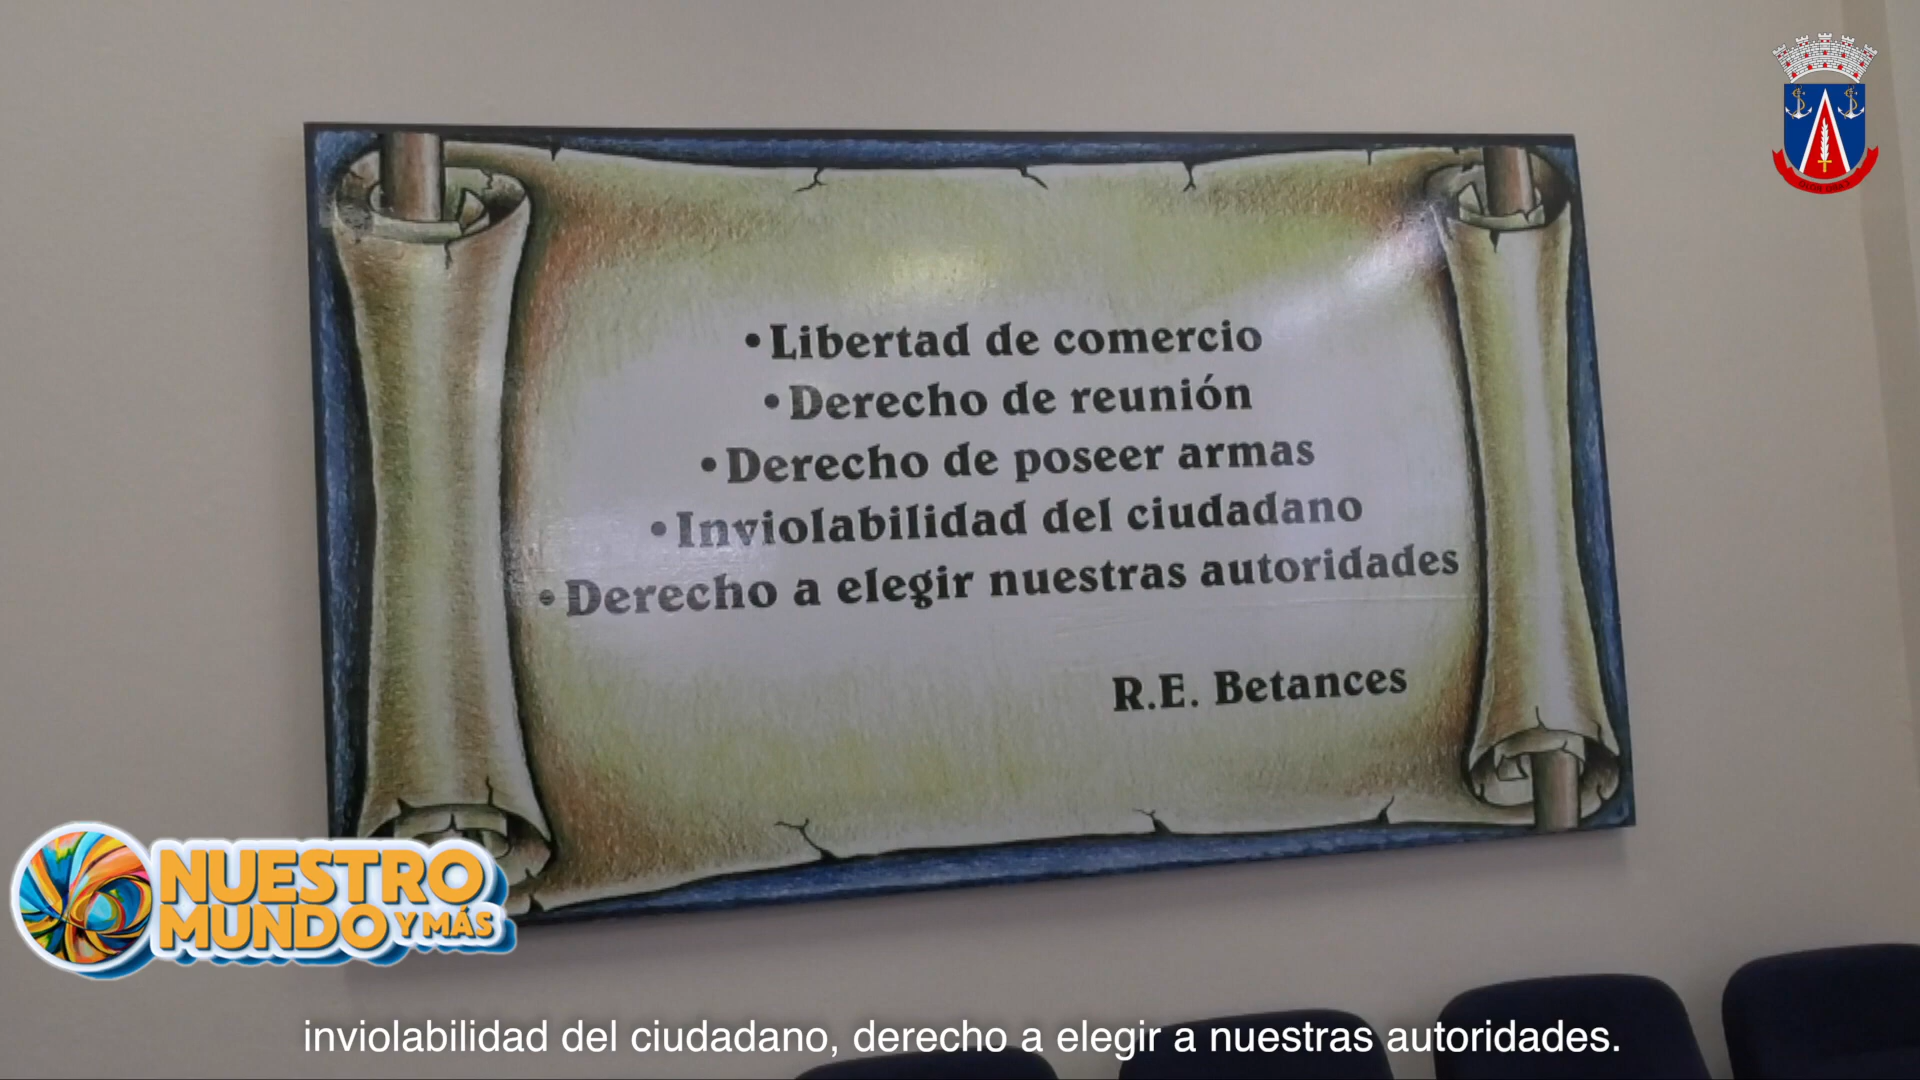 • Libertad de comercio
• Derecho de reunión
• Derecho de poseer armas
• Inviolabilidad del ciudadano
• Derecho a elegir nuestras autoridades
R.E. Betances
NUESTRO
MUNDO Y MÁS
inviolabilidad del ciudadano, derecho a elegir a nuestras autoridades.